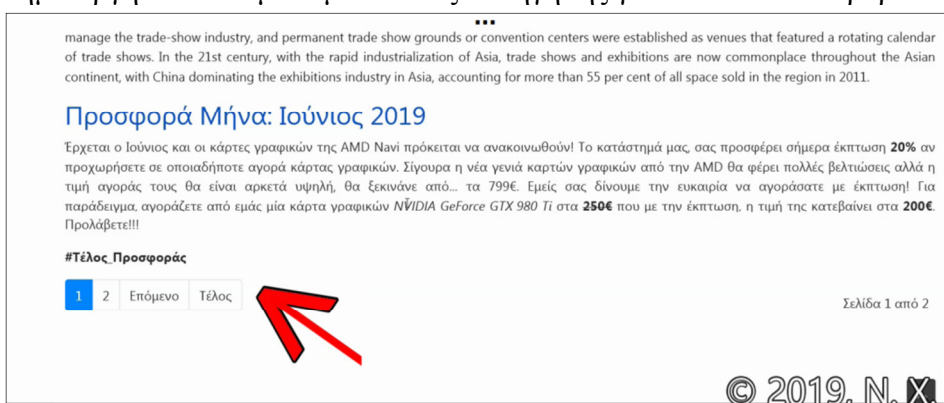 ...
manage the trade-show industry, and permanent trade show grounds or convention centers were established as venues that featured a rotating calendar
of trade shows. In the 21st century, with the rapid industrialization of Asia, trade shows and exhibitions are now commonplace throughout the Asian
continent, with China dominating the exhibitions industry in Asia, accounting for more than 55 per cent of all space sold in the region in 2011.
Προσφορά Μήνα: Ιούνιος 2019
Έρχεται ο Ιούνιος και οι κάρτες γραφικών της AMD Navi πρόκειται να ανακοινωθούν! Το κατάστημά μας, σας προσφέρει σήμερα έκπτωση 20% αν
προχωρήσετε σε οποιαδήποτε αγορά κάρτας γραφικών. Σίγουρα η νέα γενιά καρτών γραφικών από την AMD θα φέρει πολλές βελτιώσεις αλλά η
τιμή αγοράς τους θα είναι αρκετά υψηλή, θα ξεκινάνε από... τα 799€. Εμείς σας δίνουμε την ευκαιρία να αγοράσατε με έκπτωση! Για
παράδειγμα, αγοράζετε από εμάς μία κάρτα γραφικών NVIDIA GeForce GTX 980 Ti στα 250€ που με την έκπτωση, η τιμή της κατεβαίνει στα 200€.
Προλάβετε!!!
#Τέλος_Προσφοράς
1 2 Επόμενο Τέλος
Σελίδα 1 από 2
© 2019, N. X.